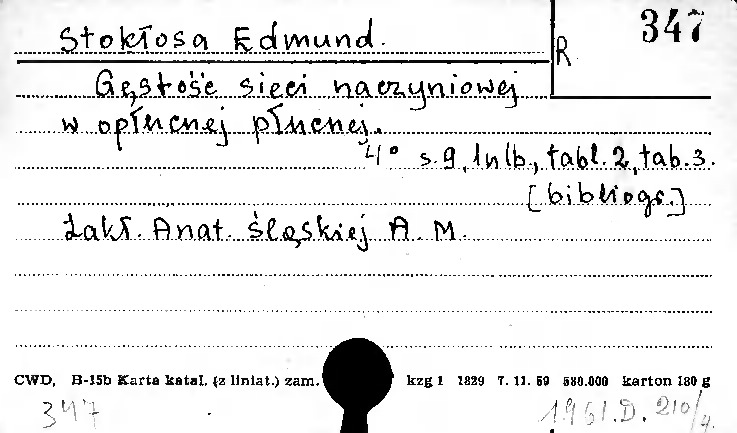 Stokłosa Edmund.
R 347
Gęstość sieci naczyniowej
w opłucnej płucnej.
4° s. 9, 1 nlb., tabl. 2, tab. 3.
[bibliogr.]
Zakł. Anat. Śląskiej A. M.
CWD, B-15b Karta katal. (z liniat.) zam. kzg 1 1829 7. 11. 59 580.000 karton 180 g
347 1961.D. 210/4.